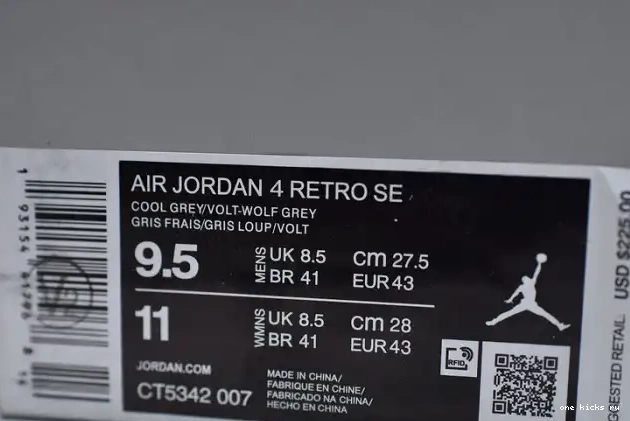 AIR JORDAN 4 RETRO SE
COOL GREY/VOLT-WOLF GREY
GRIS FRAIS/GRIS LOUP/VOLT
9.5 MENS UK 8.5 cm 27.5
BR 41 EUR 43
11 WMNS UK 8.5 cm 28
BR 41 EUR 43
JORDAN.COM
CT5342 007
MADE IN CHINA/
FABRIQUE EN CHINE/
FABRICADO NA CHINA/
HECHO EN CHINA
RFID
USD $225.00
RETAIL:
one kicks ru